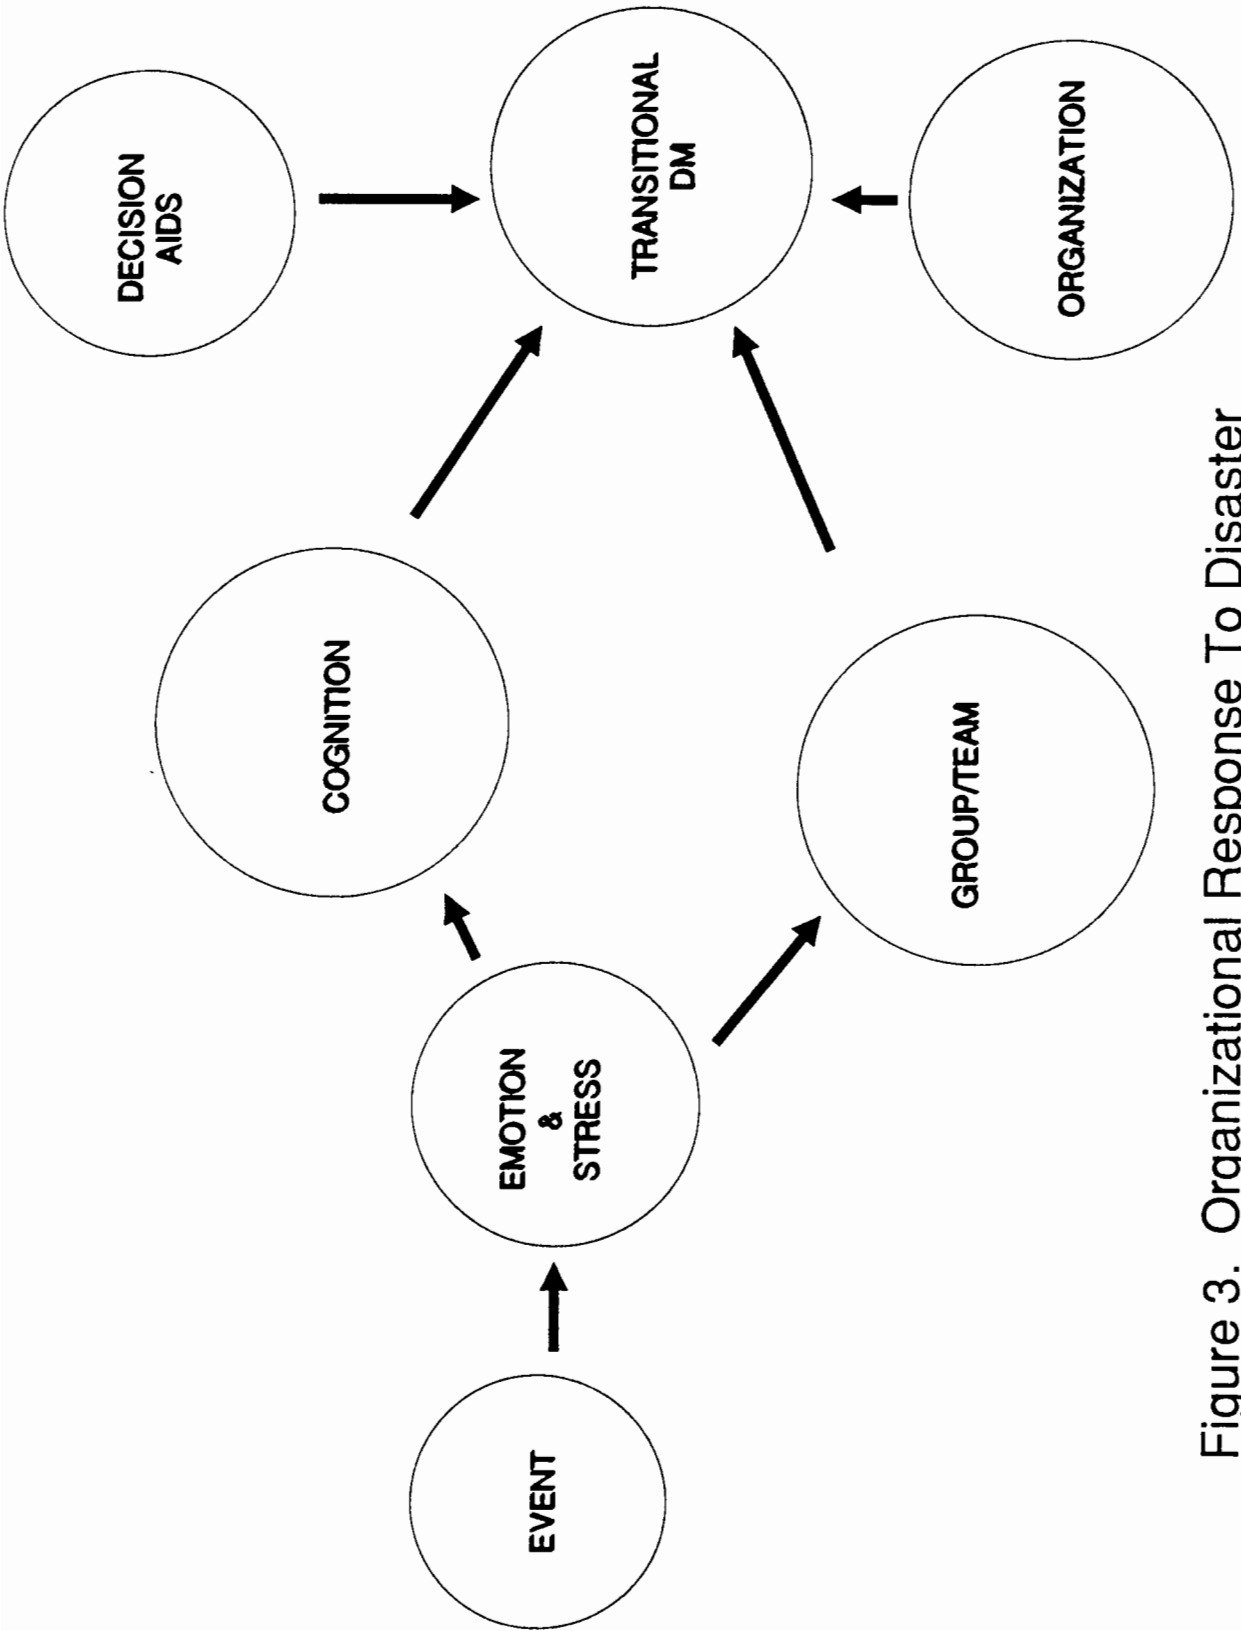 EVENT
EMOTION
&
STRESS
COGNITION
GROUP/TEAM
DECISION
AIDS
TRANSITIONAL
DM
ORGANIZATION
Figure 3. Organizational Response To Disaster